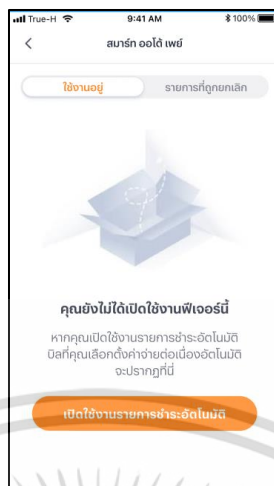 True-H 9:41 AM 100%
สมาร์ท ออโต้ เพย์
ใช้งานอยู่ รายการที่ถูกยกเลิก
คุณยังไม่ได้เปิดใช้งานฟีเจอร์นี้
หากคุณเปิดใช้งานรายการชำระอัตโนมัติ
บิลที่คุณเลือกตั้งค่าจ่ายต่อเนื่องอัตโนมัติ
จะปรากฏที่นี่
เปิดใช้งานรายการชำระอัตโนมัติ